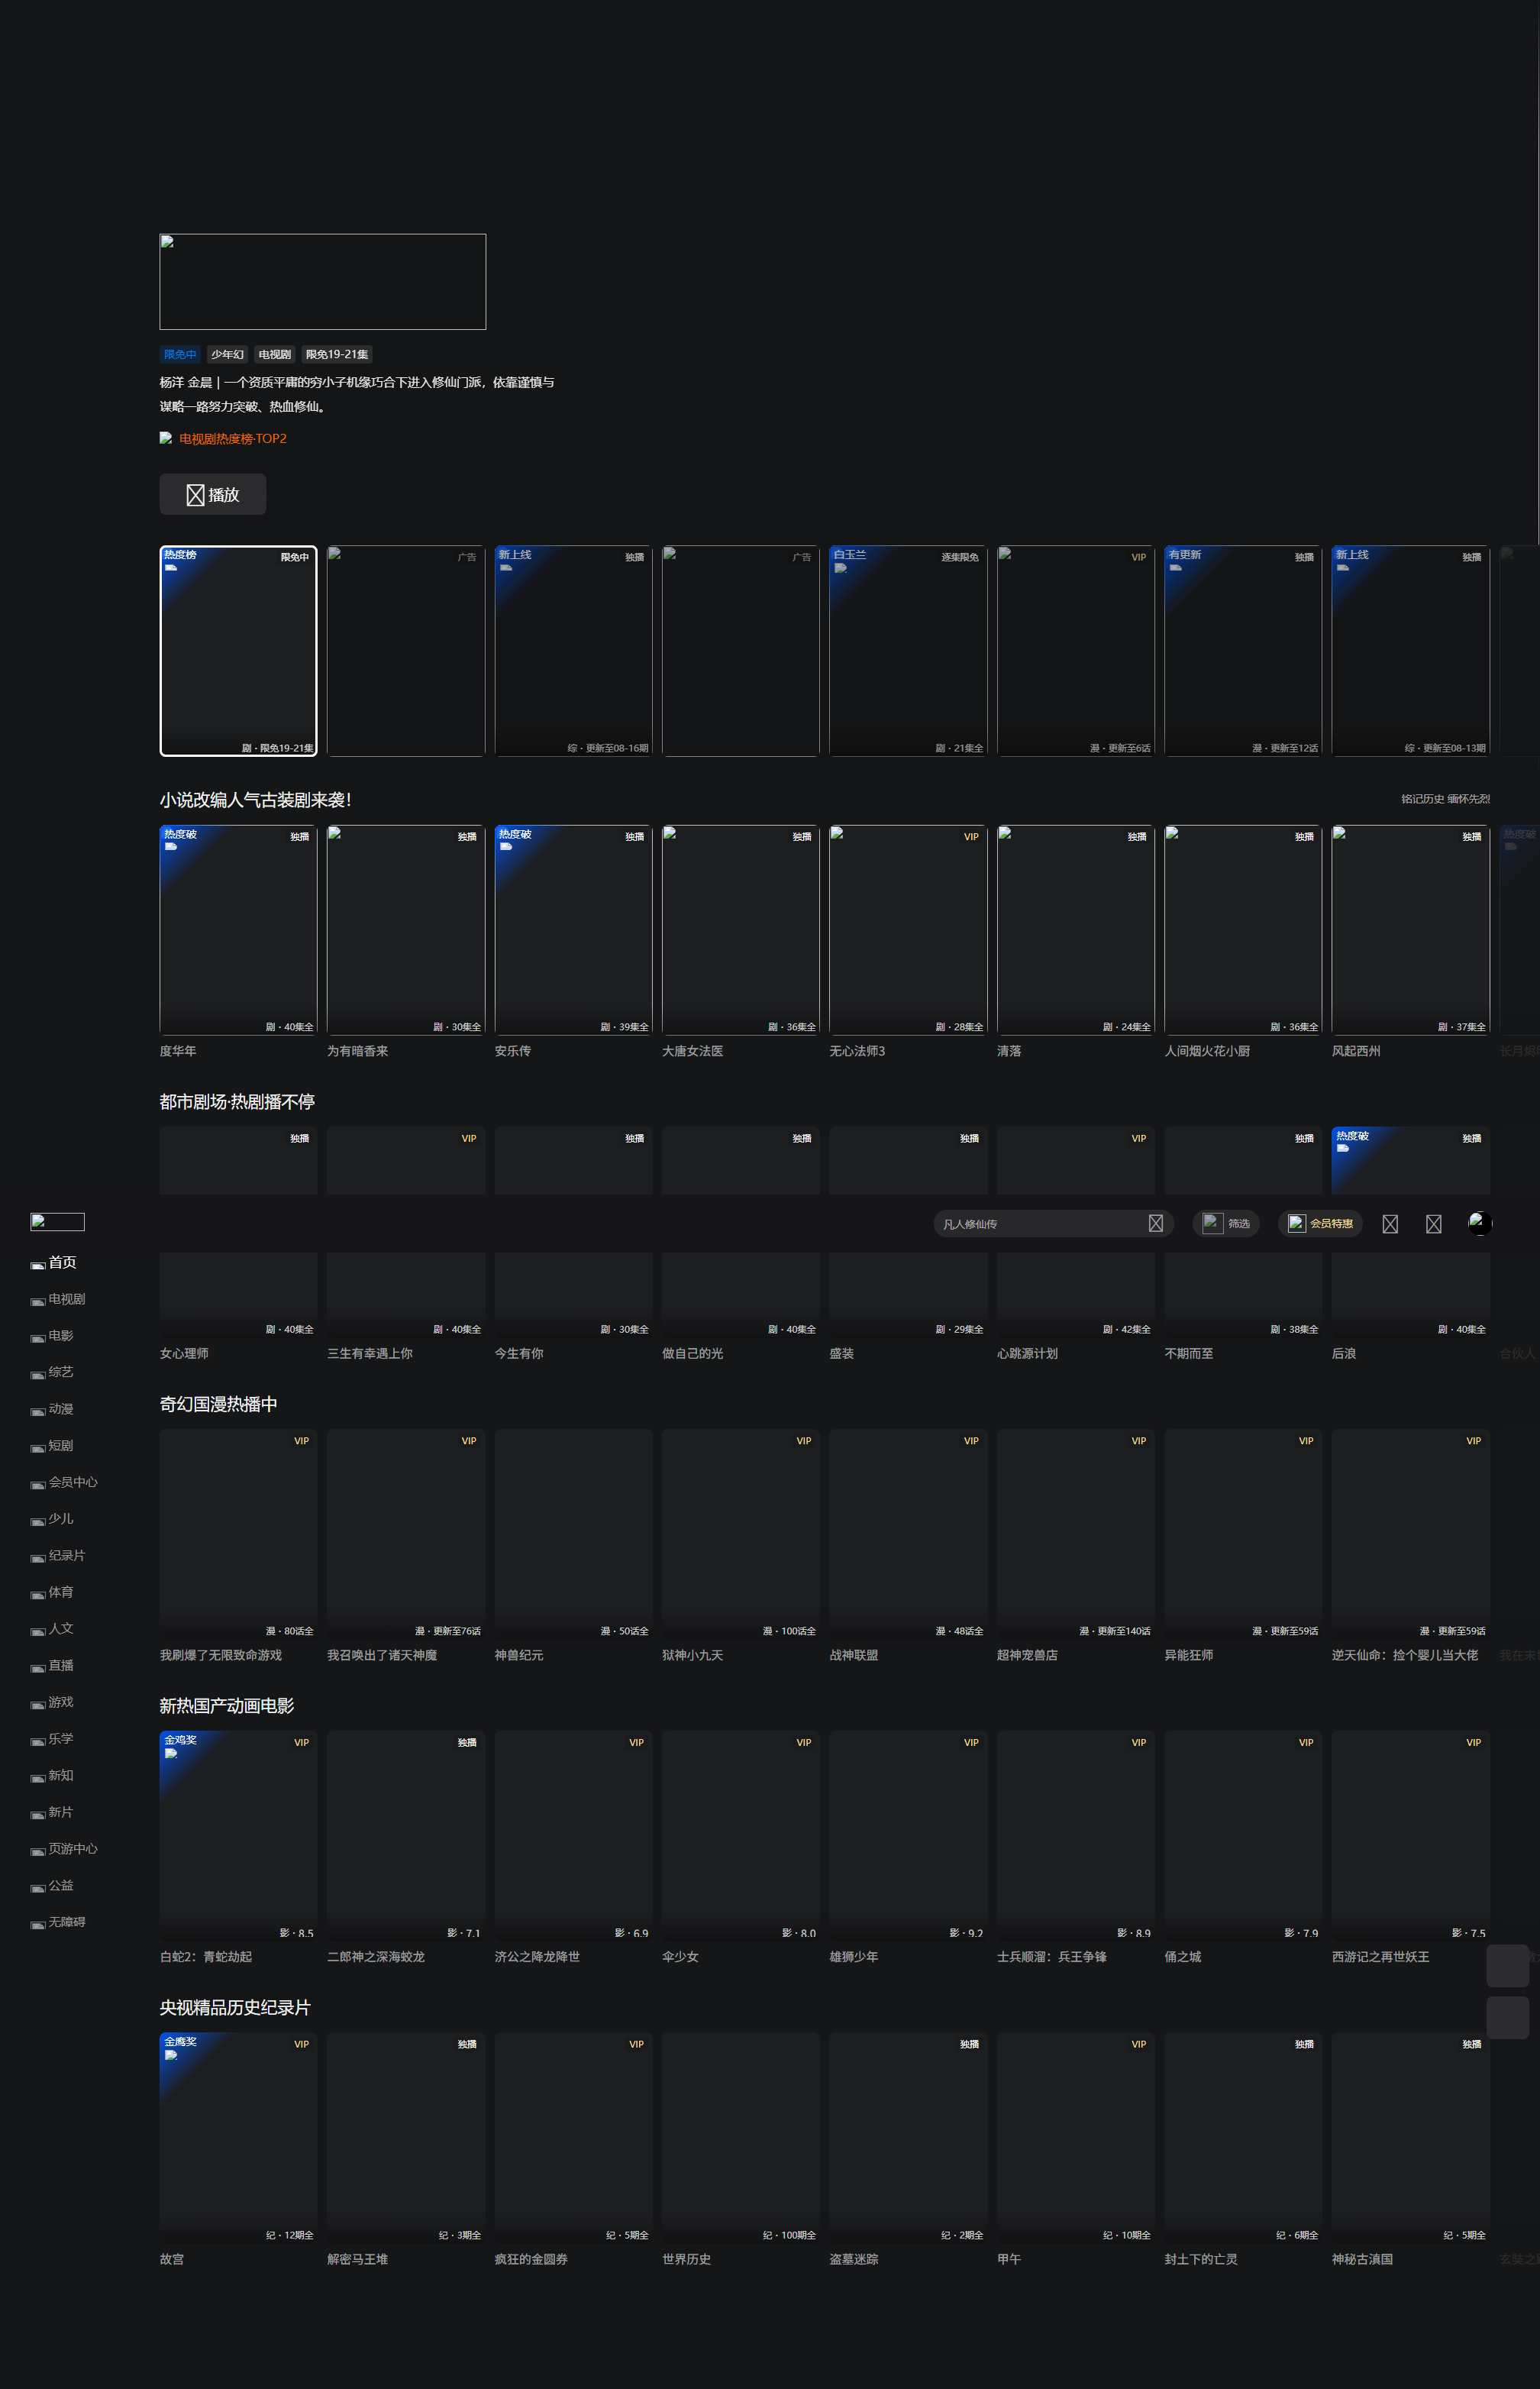 限免中 少年幻 电视剧 限免19-21集
杨洋 金晨 | 一个资质平庸的穷小子机缘巧合下进入修仙门派，依靠谨慎与
谋略一路努力突破、热血修仙。
电视剧热度榜·TOP2
播放
热度榜 限免中 广告 新上线 独播 广告 白玉兰 逐集限免 VIP 有更新 独播 新上线 独播
剧·限免19-21集 综·更新至08-16期 剧·21集全 漫·更新至6话 漫·更新至12话 综·更新至08-13期
小说改编人气古装剧来袭！ 铭记历史 缅怀先烈
热度破 独播 独播 热度破 独播 独播 VIP 独播 独播 独播 热度破
剧·40集全 剧·30集全 剧·39集全 剧·36集全 剧·28集全 剧·24集全 剧·36集全 剧·37集全
度华年 为有暗香来 安乐传 大唐女法医 无心法师3 清落 人间烟火花小厨 风起西州 长月烬
都市剧场·热剧播不停
独播 VIP 独播 独播 独播 VIP 独播 热度破 独播
凡人修仙传 筛选 会员特惠
首页
电视剧
电影
综艺
动漫
短剧
会员中心
少儿
纪录片
体育
人文
直播
游戏
乐学
新知
新片
页游中心
公益
无障碍
剧·40集全 剧·40集全 剧·30集全 剧·40集全 剧·29集全 剧·42集全 剧·38集全 剧·40集全
女心理师 三生有幸遇上你 今生有你 做自己的光 盛装 心跳源计划 不期而至 后浪 合伙人
奇幻国漫热播中
VIP VIP VIP VIP VIP VIP VIP
漫·80话全 漫·更新至76话 漫·50话全 漫·100话全 漫·48话全 漫·更新至140话 漫·更新至59话 漫·更新至59话
我刷爆了无限致命游戏 我召唤出了诸天神魔 神兽纪元 狱神小九天 战神联盟 超神宠兽店 异能狂师 逆天仙命：捡个婴儿当大佬 我在末
新热国产动画电影
金鸡奖 VIP 独播 VIP VIP VIP VIP VIP VIP
影·8.5 影·7.1 影·6.9 影·8.0 影·9.2 影·8.9 影·7.9 影·7.5
白蛇2：青蛇劫起 二郎神之深海蛟龙 济公之降龙降世 伞少女 雄狮少年 士兵顺溜：兵王争锋 俑之城 西游记之再世妖王
央视精品历史纪录片
金鹰奖 VIP 独播 VIP 独播 VIP 独播 独播
纪·12期全 纪·3期全 纪·5期全 纪·100期全 纪·2期全 纪·10期全 纪·6期全 纪·5期全
故宫 解密马王堆 疯狂的金圆券 世界历史 盗墓迷踪 甲午 封土下的亡灵 神秘古滇国 玄奘之